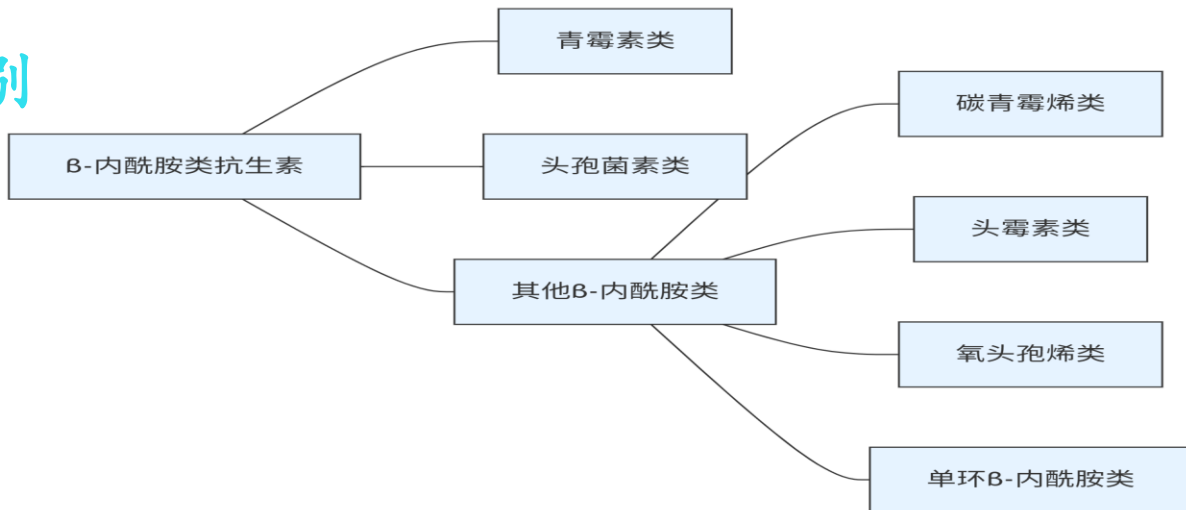 别
青霉素类
碳青霉烯类
β-内酰胺类抗生素
头孢菌素类
头霉素类
其他β-内酰胺类
氧头孢烯类
单环β-内酰胺类